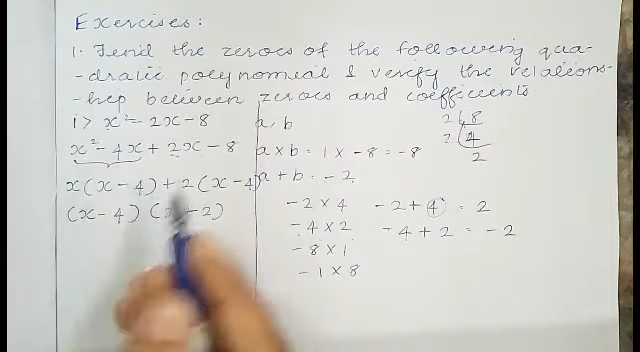 Exercises:
1. Find the zeroes of the following qua-
-dratic polynomial & verify the relations-
-hip between zeroes and coefficients.
i> x² - 2x - 8
x² - 4x + 2x - 8
x(x - 4) + 2(x - 4)
(x - 4) (x - 2)
a, b
a × b = 1 × -8 = -8
a + b = - 2
- 2 × 4 - 2 + 4 = 2
- 4 × 2 - 4 + 2 = - 2
- 8 × 1
- 1 × 8
2 8
2 4
2